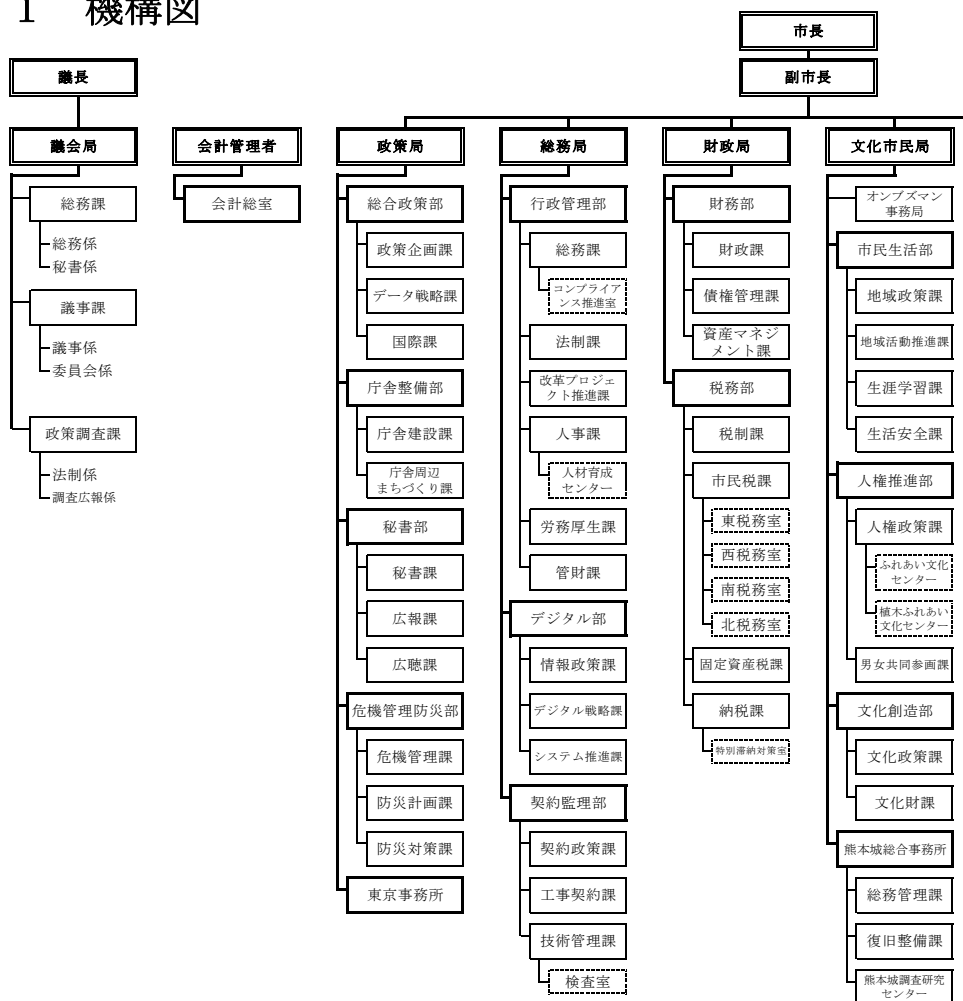 1　機構図
市長
副市長
議長
議会局
総務課
総務係
秘書係
議事課
議事係
委員会係
政策調査課
法制係
調査広報係
会計管理者
会計総室
政策局
総合政策部
政策企画課
データ戦略課
国際課
庁舎整備部
庁舎建設課
庁舎周辺
まちづくり課
秘書部
秘書課
広報課
広聴課
危機管理防災部
危機管理課
防災計画課
防災対策課
東京事務所
総務局
行政管理部
総務課
コンプライア
ンス推進室
法制課
改革プロジェ
クト推進課
人事課
人材育成
センター
労務厚生課
管財課
デジタル部
情報政策課
デジタル戦略課
システム推進課
契約監理部
契約政策課
工事契約課
技術管理課
検査室
財政局
財務部
財政課
債権管理課
資産マネジ
メント課
税務部
税制課
市民税課
東税務室
西税務室
南税務室
北税務室
固定資産税課
納税課
特別滞納対策室
文化市民局
オンブズマン
事務局
市民生活部
地域政策課
地域活動推進課
生涯学習課
生活安全課
人権推進部
人権政策課
ふれあい文化
センター
植木ふれあい
文化センター
男女共同参画課
文化創造部
文化政策課
文化財課
熊本城総合事務所
総務管理課
復旧整備課
熊本城調査研究
センター